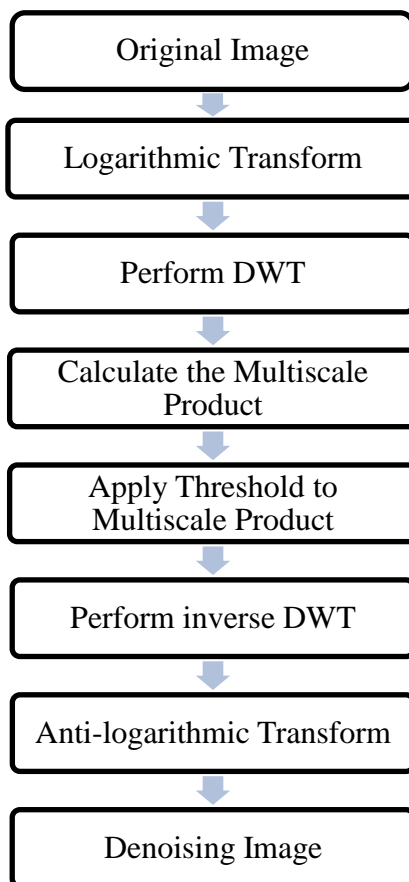 Original Image
Logarithmic Transform
Perform DWT
Calculate the Multiscale
Product
Apply Threshold to
Multiscale Product
Perform inverse DWT
Anti-logarithmic Transform
Denoising Image